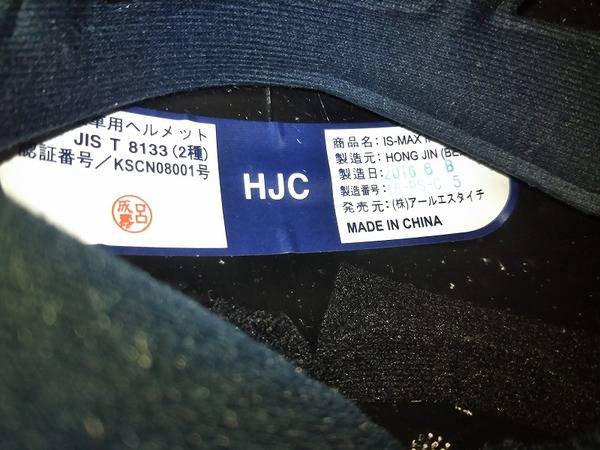 車用ヘルメット
JIS T 8133 (2種)
認証番号/KSCN08001号
HJC
商品名: IS-MAX
製造元: HONG JIN (BE
製造日: 2016 6 B
製造番号:
発売元: (株)アールエスタイチ
MADE IN CHINA